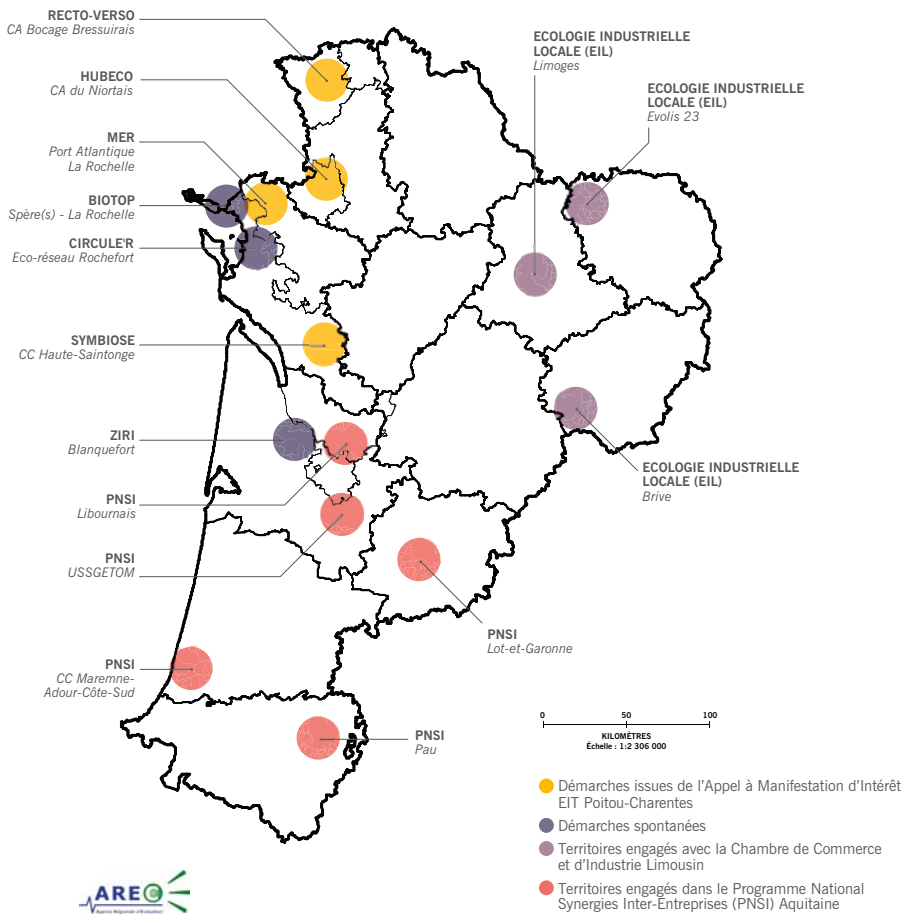 RECTO-VERSO
CA Bocage Bressuirais
HUBECO
CA du Niortais
MER
Port Atlantique
La Rochelle
BIOTOP
Spère(s) - La Rochelle
CIRCULE'R
Eco-réseau Rochefort
SYMBIOSE
CC Haute-Saintonge
ZIRI
Blanquefort
PNSI
Libournais
PNSI
USSGETOM
PNSI
CC Maremne-
Adour-Côte-Sud
ECOLOGIE INDUSTRIELLE
LOCALE (EIL)
Limoges
ECOLOGIE INDUSTRIELLE
LOCALE (EIL)
Evolis 23
ECOLOGIE INDUSTRIELLE
LOCALE (EIL)
Brive
PNSI
Lot-et-Garonne
PNSI
Pau
0 50 100
KILOMÈTRES
Échelle : 1:2 306 000
Démarches issues de l'Appel à Manifestation d'Intérêt
EIT Poitou-Charentes
Démarches spontanées
Territoires engagés avec la Chambre de Commerce
et d'Industrie Limousin
Territoires engagés dans le Programme National
Synergies Inter-Entreprises (PNSI) Aquitaine
AREC
Agence Régionale d'Evaluation